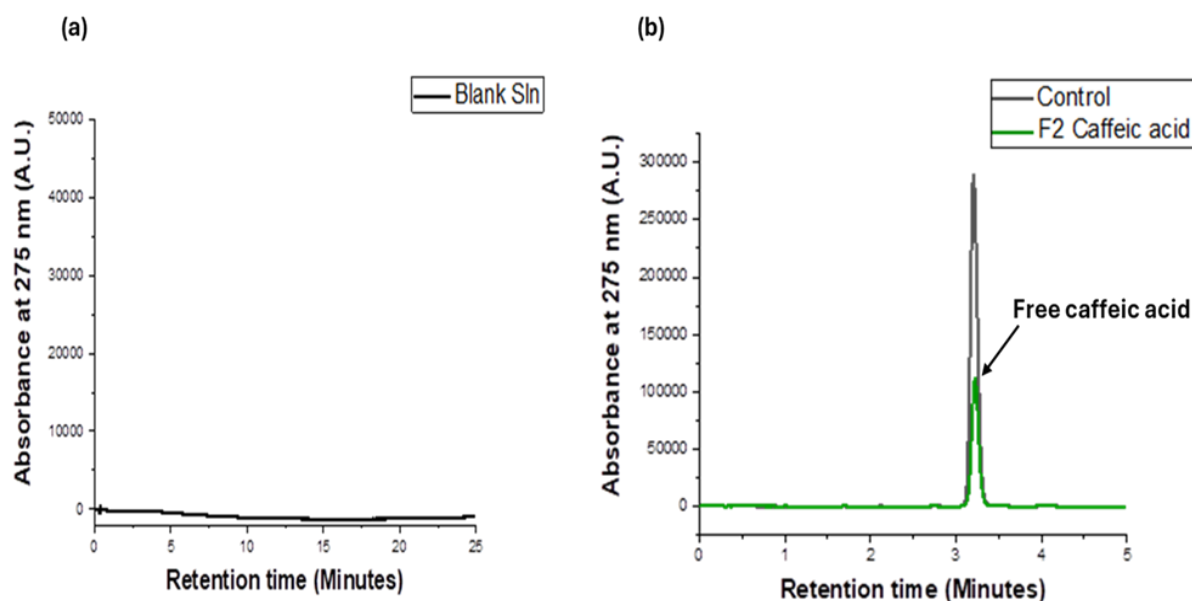 (a)
Blank Sln
Absorbance at 275 nm (A.U.)
50000
40000
30000
20000
10000
0
0 5 10 15 20 25
Retention time (Minutes)
(b)
Control
F2 Caffeic acid
Absorbance at 275 nm (A.U.)
300000
250000
200000
150000
100000
50000
0
Free caffeic acid
0 1 2 3 4 5
Retention time (Minutes)